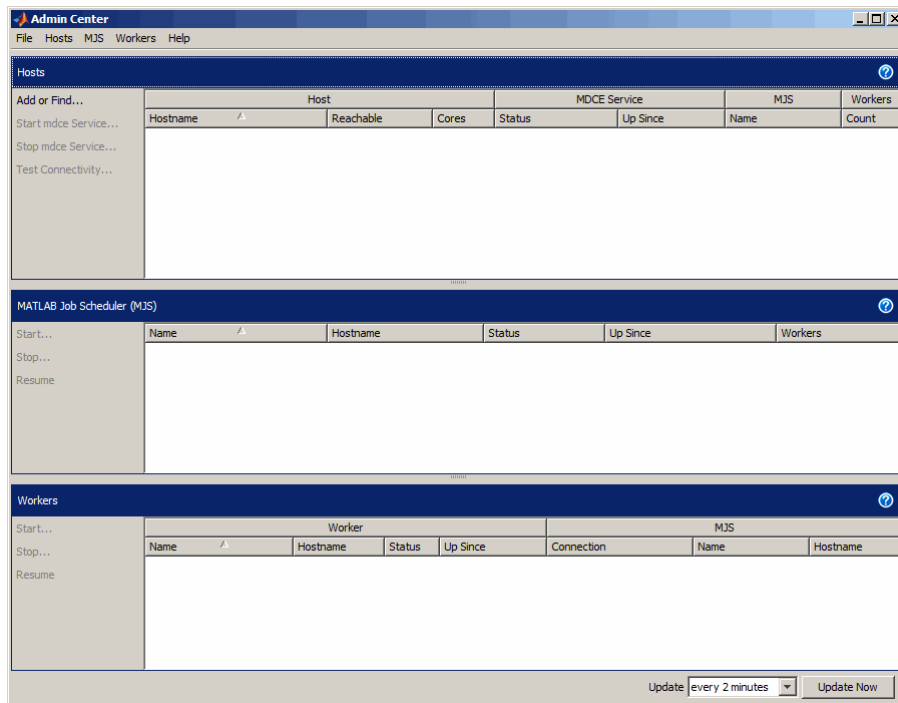 Admin Center
File Hosts MJS Workers Help
Hosts
Add or Find...
Start mdce Service...
Stop mdce Service...
Test Connectivity...
Host MDCE Service MJS Workers
Hostname Reachable Cores Status Up Since Name Count
MATLAB Job Scheduler (MJS)
Start...
Stop...
Resume
Name Hostname Status Up Since Workers
Workers
Start...
Stop...
Resume
Worker MJS
Name Hostname Status Up Since Connection Name Hostname
Update every 2 minutes Update Now